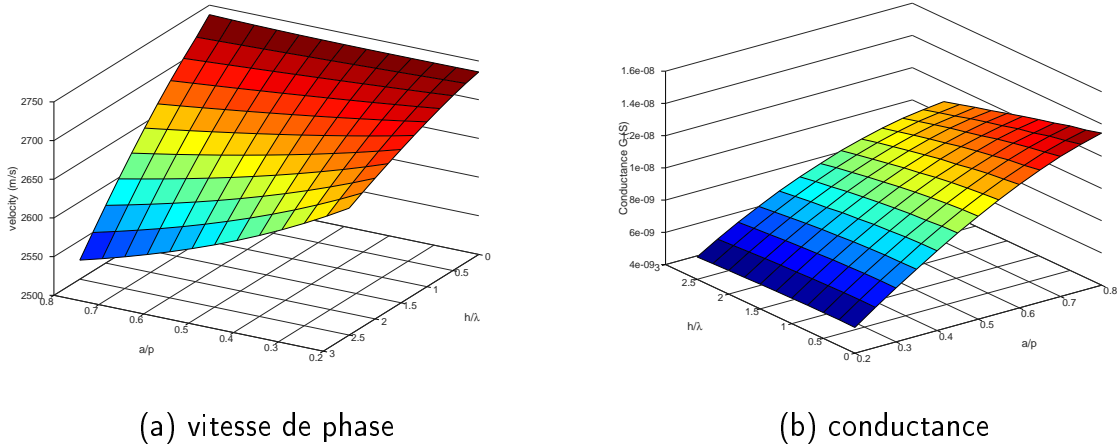 2750
2700
2650
2600
2550
2500
velocity (m/s)
0.8
0.7
0.6
0.5
0.4
0.3
0.2
a/p
0
0.5
1
1.5
2
2.5
3
h/λ
1.6e-08
1.4e-08
1.2e-08
1e-08
8e-09
6e-09
4e-09
Conductance G (S)
3
2.5
2
1.5
1
0.5
0
h/λ
0.2
0.3
0.4
0.5
0.6
0.7
0.8
a/p
(a) vitesse de phase
(b) conductance